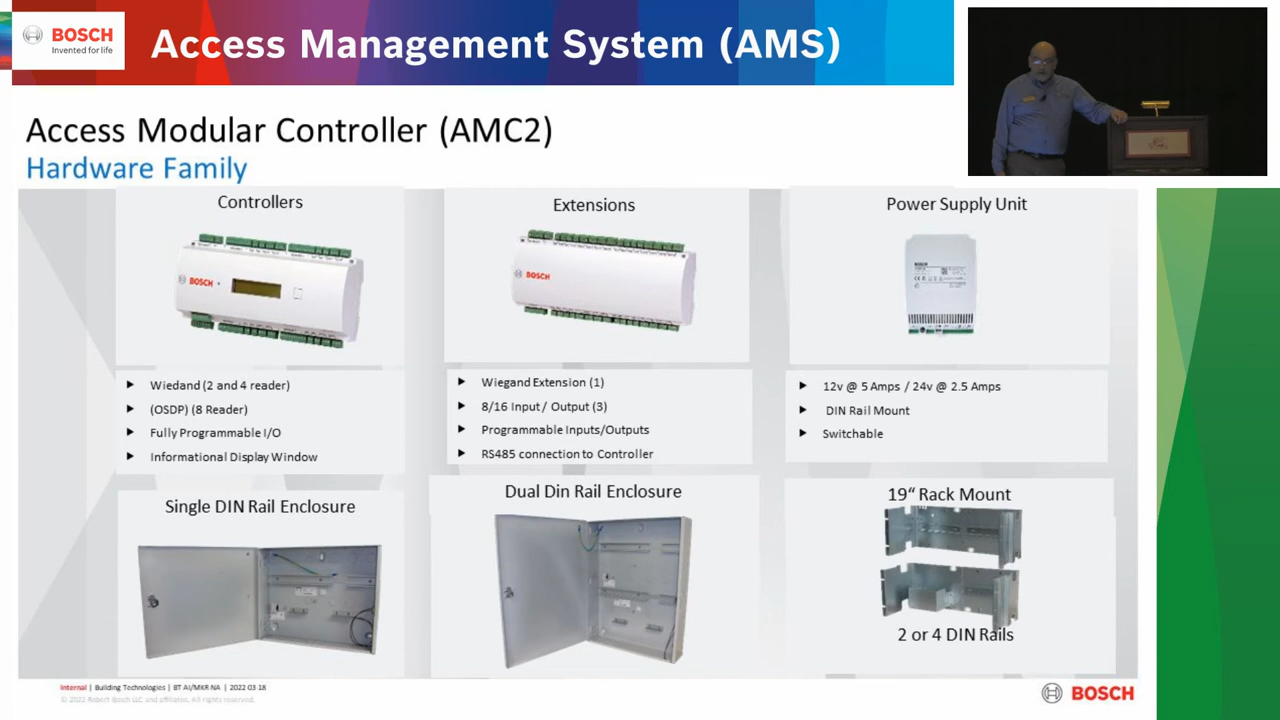 BOSCH
Invented for life
Access Management System (AMS)
Access Modular Controller (AMC2)
Hardware Family
Controllers
BOSCH
Wiedand (2 and 4 reader)
(OSDP) (8 Reader)
Fully Programmable I/O
Informational Display Window
Extensions
BOSCH
Wiegand Extension (1)
8/16 Input / Output (3)
Programmable Inputs/Outputs
RS485 connection to Controller
Power Supply Unit
BOSCH
12v @ 5 Amps / 24v @ 2.5 Amps
DIN Rail Mount
Switchable
Single DIN Rail Enclosure
Dual Din Rail Enclosure
19“ Rack Mount
2 or 4 DIN Rails
Internal | Building Technologies | BT AI/MKR-NA | 2022-03-18
© 2022 Robert Bosch LLC and affiliates. All rights reserved.
BOSCH